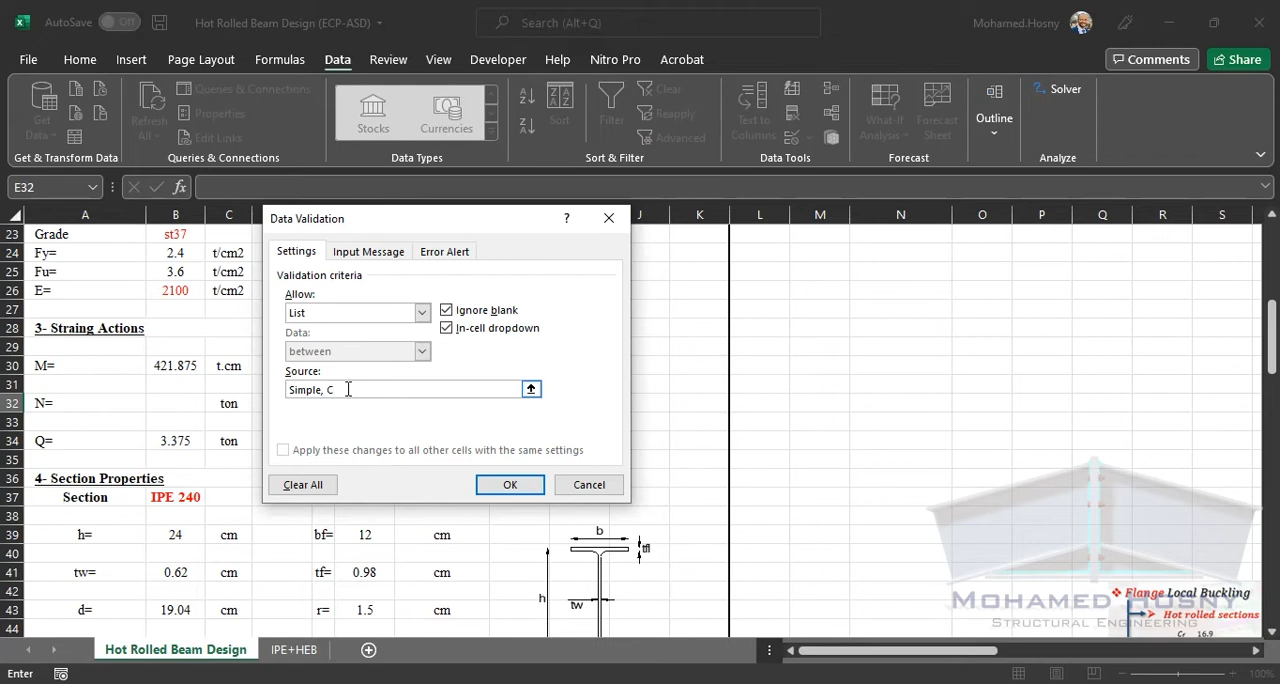 AutoSave Off Hot Rolled Beam Design (ECP-ASD) Search (Alt+Q) Mohamed.Hosny
File Home Insert Page Layout Formulas Data Review View Developer Help Nitro Pro Acrobat Comments Share
Get Data
Refresh All
Queries & Connections
Properties
Edit Links
Stocks Currencies
Sort
Filter
Clear
Reapply
Advanced
Text to Columns
What-If Analysis
Forecast Sheet
Outline
Solver
Get & Transform Data Queries & Connections Data Types Sort & Filter Data Tools Forecast Analyze
E32 fx
A B C J K L M N O P Q R S
23 Grade st37
24 Fy= 2.4 t/cm2
25 Fu= 3.6 t/cm2
26 E= 2100 t/cm2
27
28 3- Straing Actions
29
30 M= 421.875 t.cm
31
32 N= ton
33
34 Q= 3.375 ton
35
36 4- Section Properties
37 Section IPE 240
38
39 h= 24 cm bf= 12 cm
40
41 tw= 0.62 cm tf= 0.98 cm
42
43 d= 19.04 cm r= 1.5 cm
44
Data Validation ?
Settings Input Message Error Alert
Validation criteria
Allow:
List Ignore blank
Data: In-cell dropdown
between
Source:
Simple, C
Apply these changes to all other cells with the same settings
Clear All OK Cancel
b
tf
h
tw
MOHAMED HOSNY
STRUCTURAL ENGINEERING
Flange Local Buckling
Hot rolled sections
16.9
Hot Rolled Beam Design IPE+HEB
Enter 100%